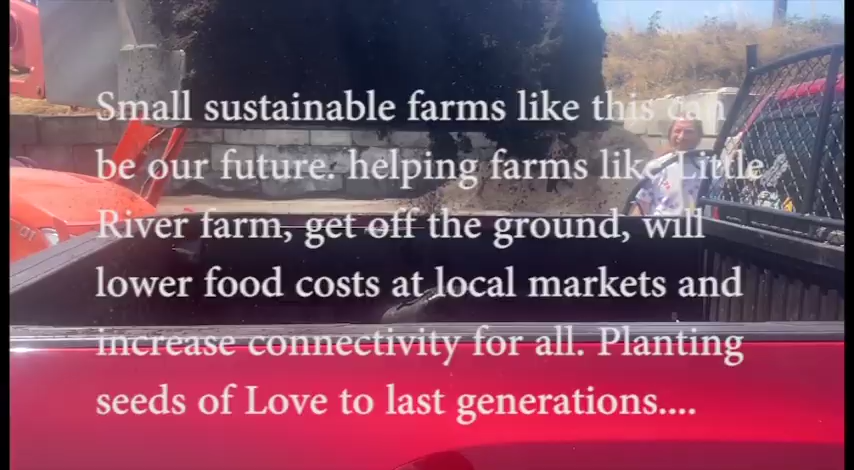 Small sustainable farms like this can
be our future. helping farms like Little
River farm, get off the ground, will
lower food costs at local markets and
increase connectivity for all. Planting
seeds of Love to last generations....